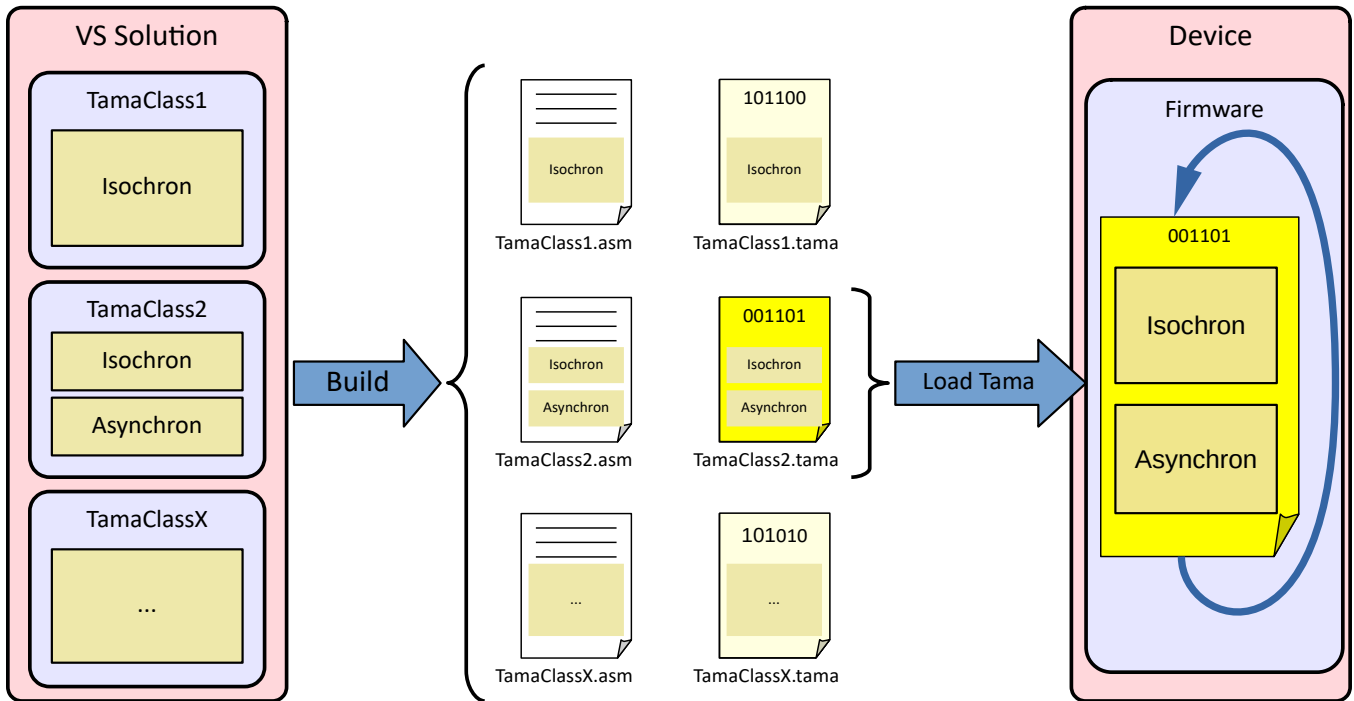 VS Solution
TamaClass1
Isochron
TamaClass2
Isochron
Asynchron
TamaClassX
...
Build
Isochron
TamaClass1.asm
101100
Isochron
TamaClass1.tama
Isochron
Asynchron
TamaClass2.asm
001101
Isochron
Asynchron
TamaClass2.tama
...
TamaClassX.asm
101010
...
TamaClassX.tama
Load Tama
Device
Firmware
001101
Isochron
Asynchron